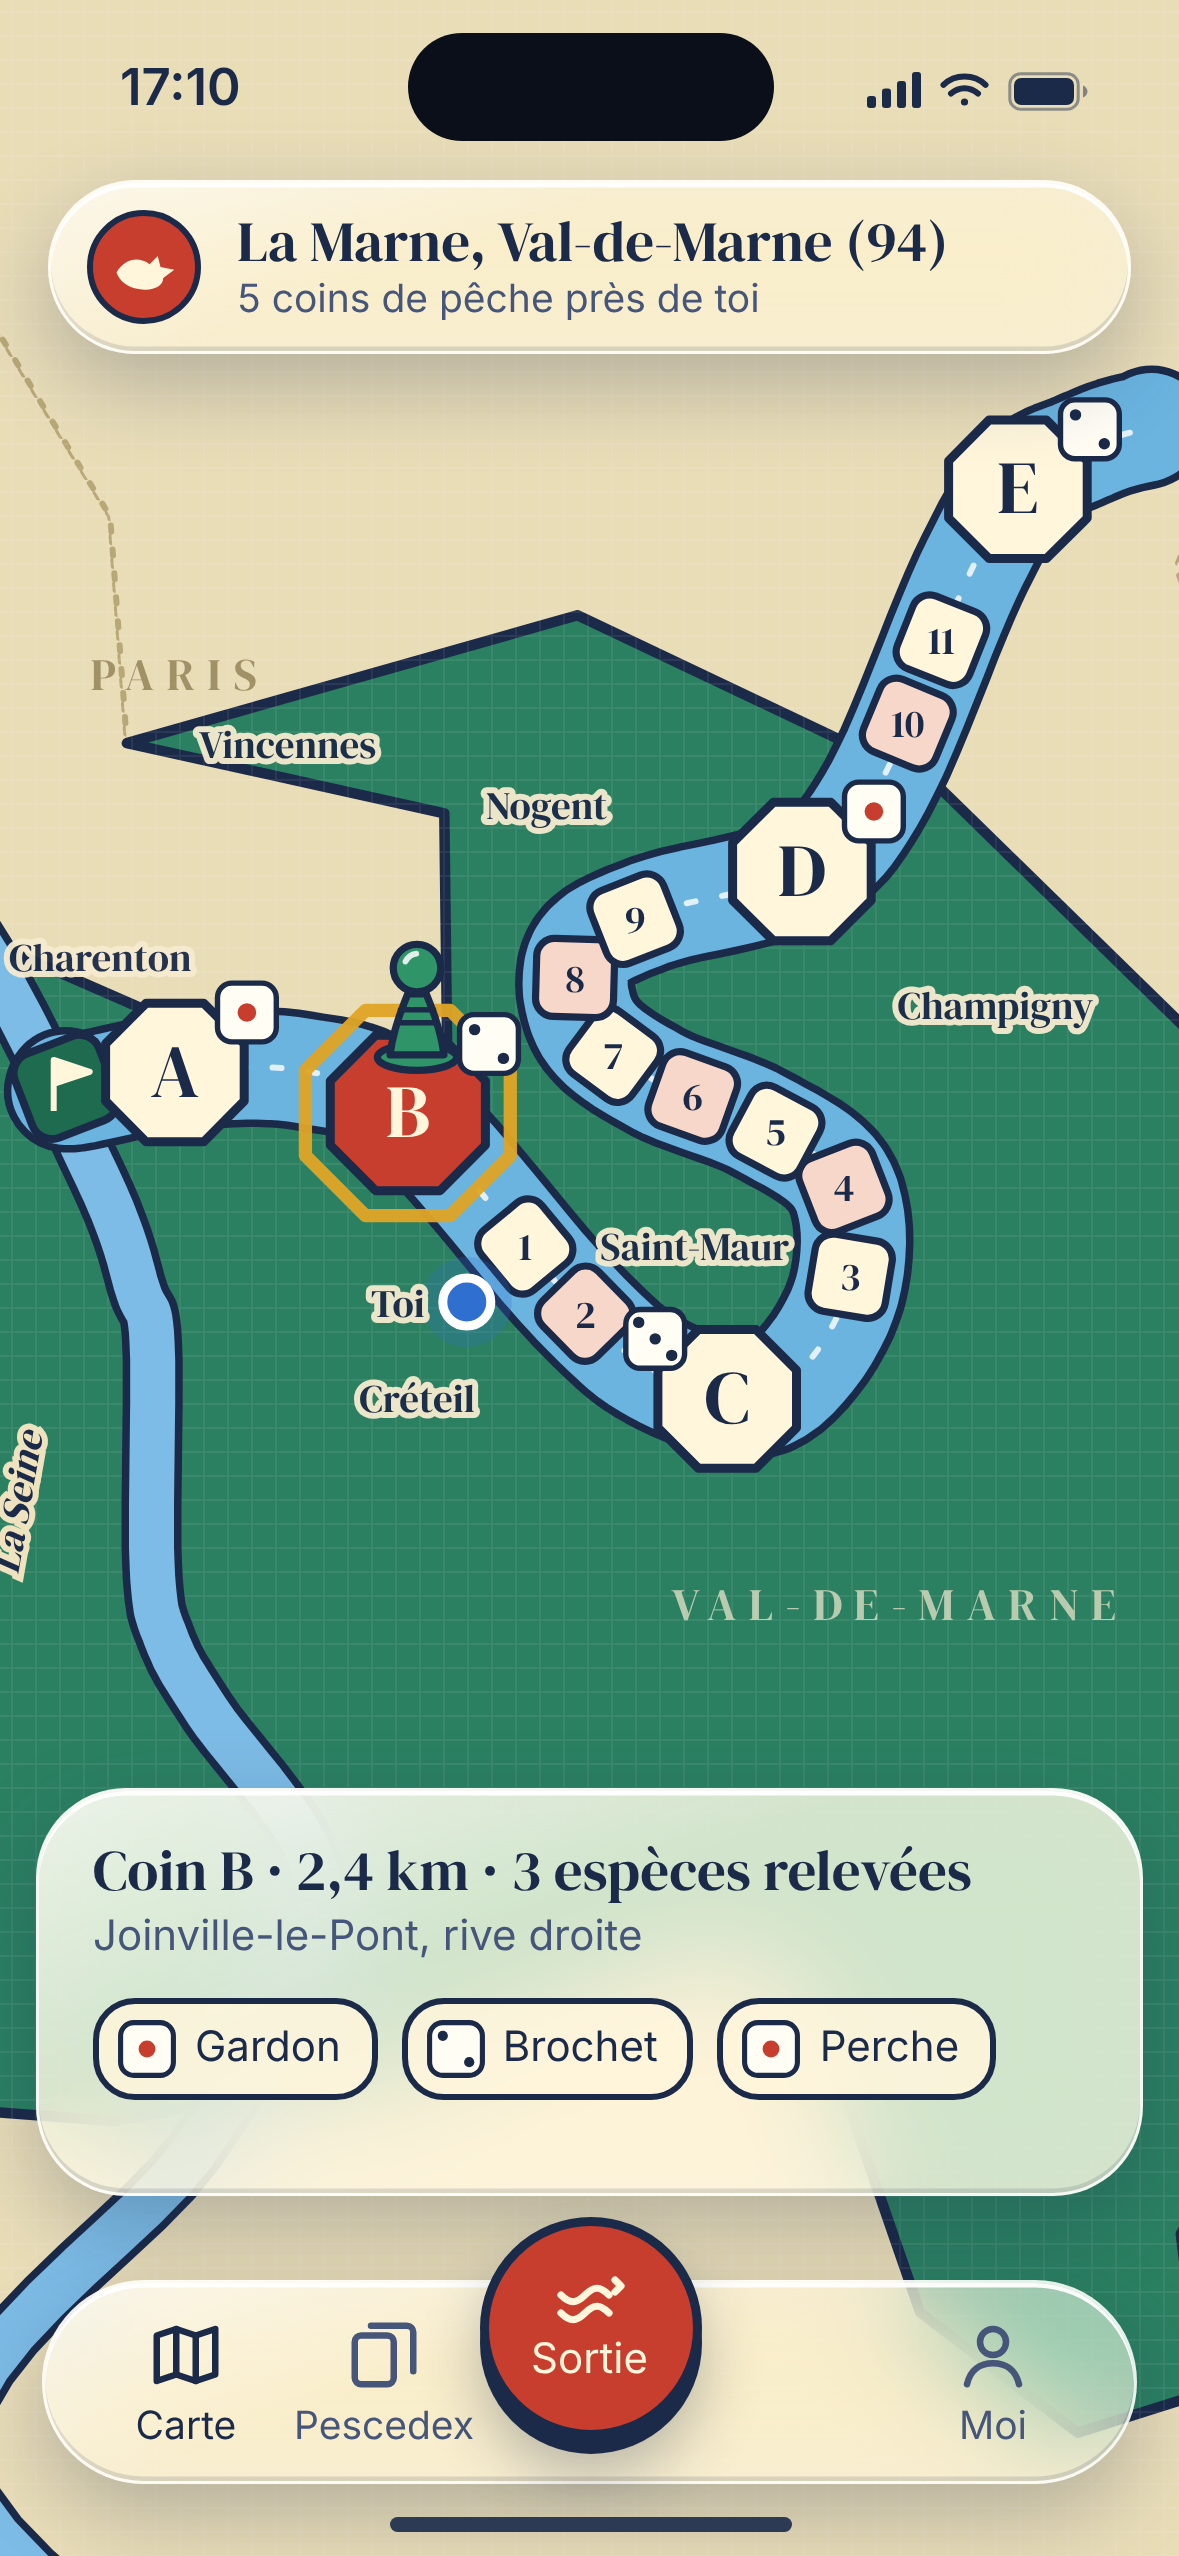 17:10
La Marne, Val-de-Marne (94)
5 coins de pêche près de toi
E
11
10
PARIS
Vincennes
Nogent
D
9
8
Charenton
Champigny
A
7
B
6
5
4
Saint-Maur
1
3
Toi
2
Créteil
C
La Seine
VAL-DE-MARNE
Coin B · 2,4 km · 3 espèces relevées
Joinville-le-Pont, rive droite
Gardon
Brochet
Perche
Sortie
Carte
Pescedex
Moi